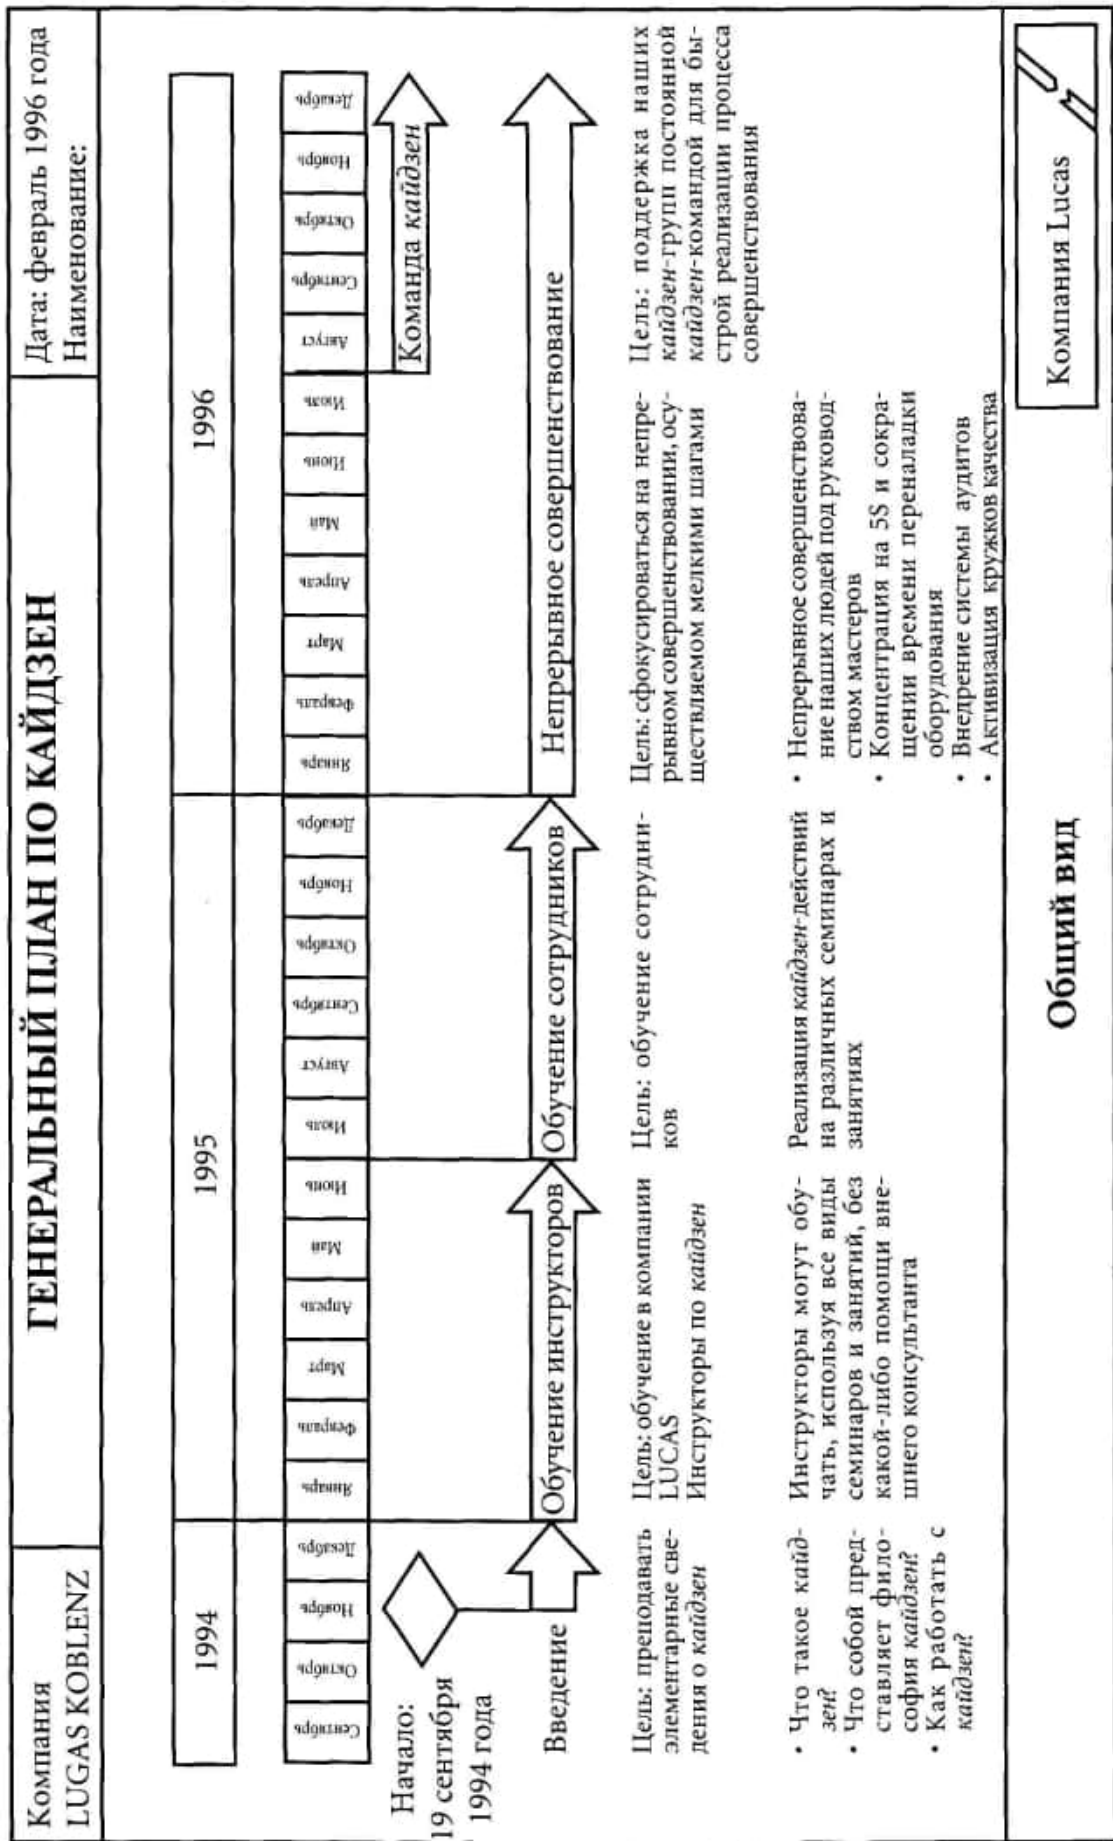 Компания
LUGAS KOBLENZ
ГЕНЕРАЛЬНЫЙ ПЛАН ПО КАЙДЗЕН
Дата: февраль 1996 года
Наименование:
1994
1995
1996
Сентябрь
Октябрь
Ноябрь
Декабрь
Январь
Февраль
Март
Апрель
Май
Июнь
Июль
Август
Сентябрь
Октябрь
Ноябрь
Декабрь
Январь
Февраль
Март
Апрель
Май
Июнь
Июль
Август
Сентябрь
Октябрь
Ноябрь
Декабрь
Начало:
19 сентября
1994 года
Команда кайдзен
Введение
Обучение инструкторов
Обучение сотрудников
Непрерывное совершенствование
Цель: преподавать
элементарные све-
дения о кайдзен
Цель: обучение в компании
LUCAS
Инструкторы по кайдзен
Цель: обучение сотрудни-
ков
Цель: сфокусироваться на непре-
рывном совершенствовании, осу-
ществляемом мелкими шагами
Цель: поддержка наших
кайдзен-групп постоянной
кайдзен-командой для бы-
строй реализации процесса
совершенствования
• Что такое кайд-
зен?
• Что собой пред-
ставляет фило-
софия кайдзен?
• Как работать с
кайдзен?
Инструкторы могут обу-
чать, используя все виды
семинаров и занятий, без
какой-либо помощи вне-
шнего консультанта
Реализация кайдзен-действий
на различных семинарах и
занятиях
• Непрерывное совершенствова-
ние наших людей под руковод-
ством мастеров
• Концентрация на 5S и сокра-
щении времени переналадки
оборудования
• Внедрение системы аудитов
• Активизация кружков качества
Общий вид
Компания Lucas